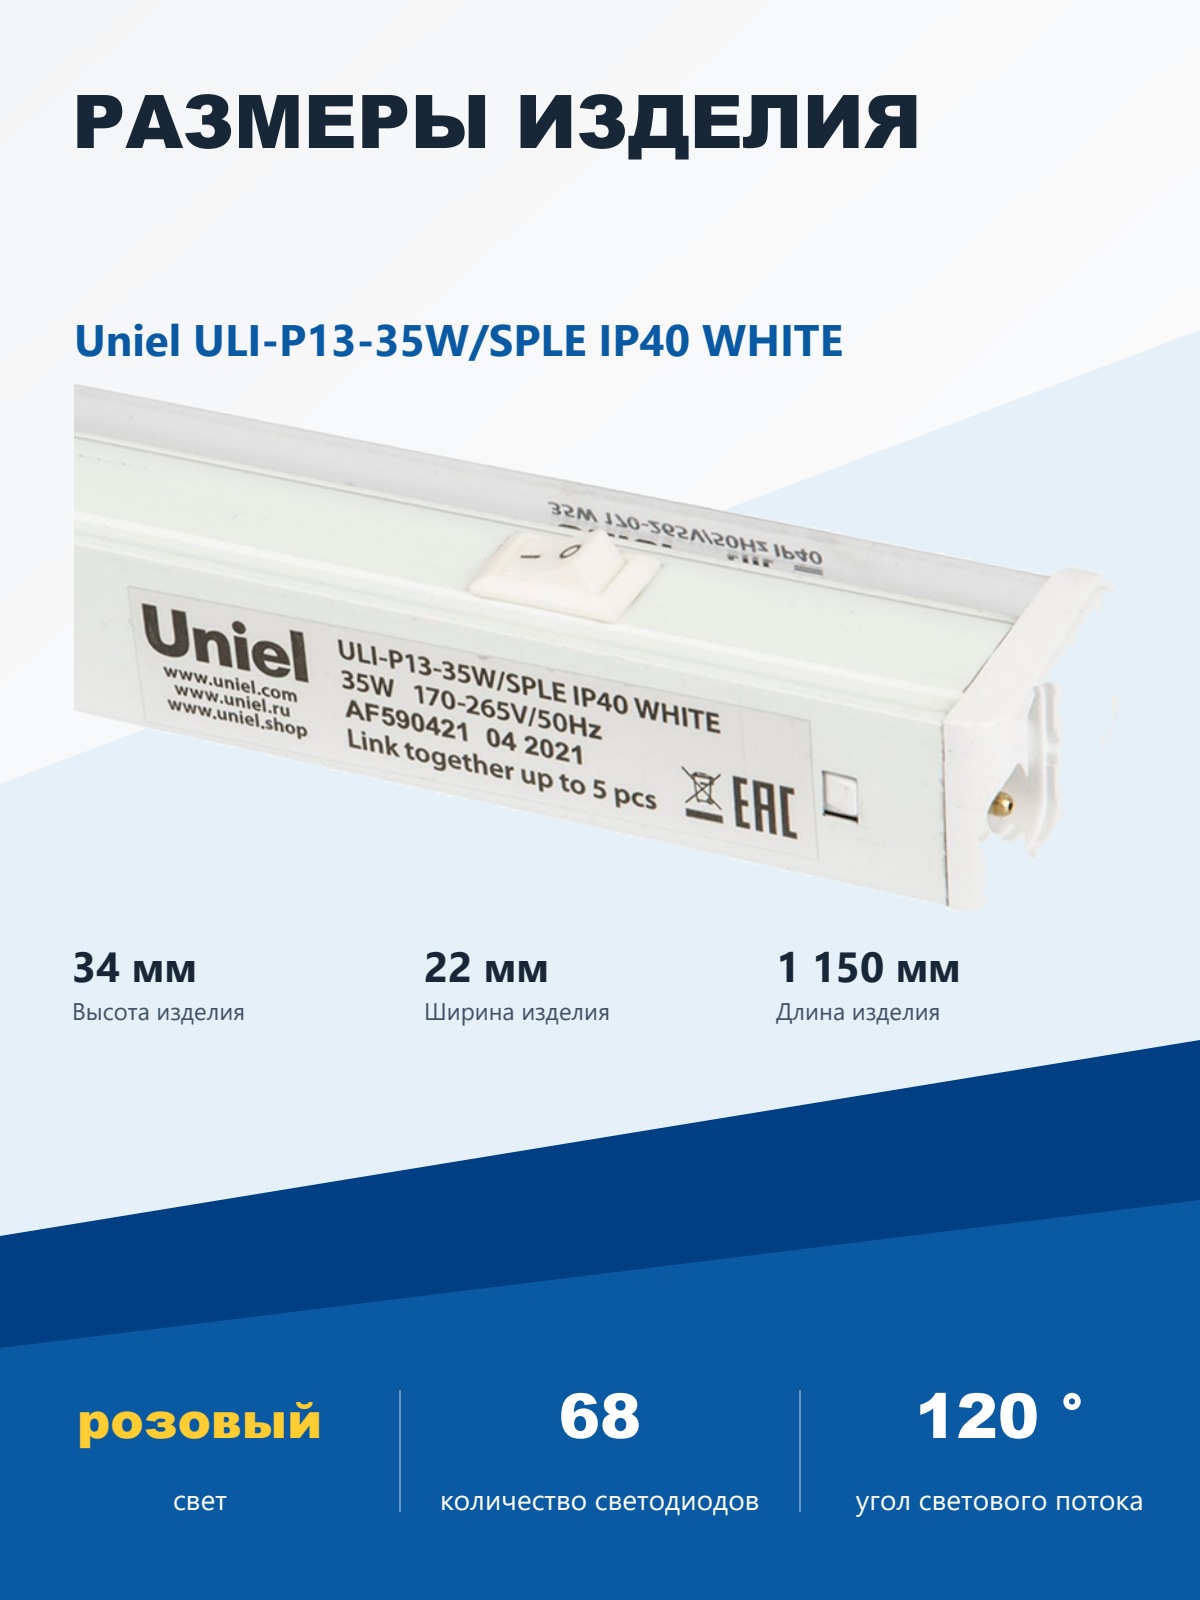 РАЗМЕРЫ ИЗДЕЛИЯ
Uniel ULI-P13-35W/SPLE IP40 WHITE
35W 170-265V/50Hz IP40
Uniel
www.uniel.com
www.uniel.ru
www.uniel.shop
ULI-P13-35W/SPLE IP40 WHITE
35W 170-265V/50Hz
AF590421 04 2021
Link together up to 5 pcs
EAC
34 мм
Высота изделия
22 мм
Ширина изделия
1 150 мм
Длина изделия
розовый
свет
68
количество светодиодов
120 °
угол светового потока